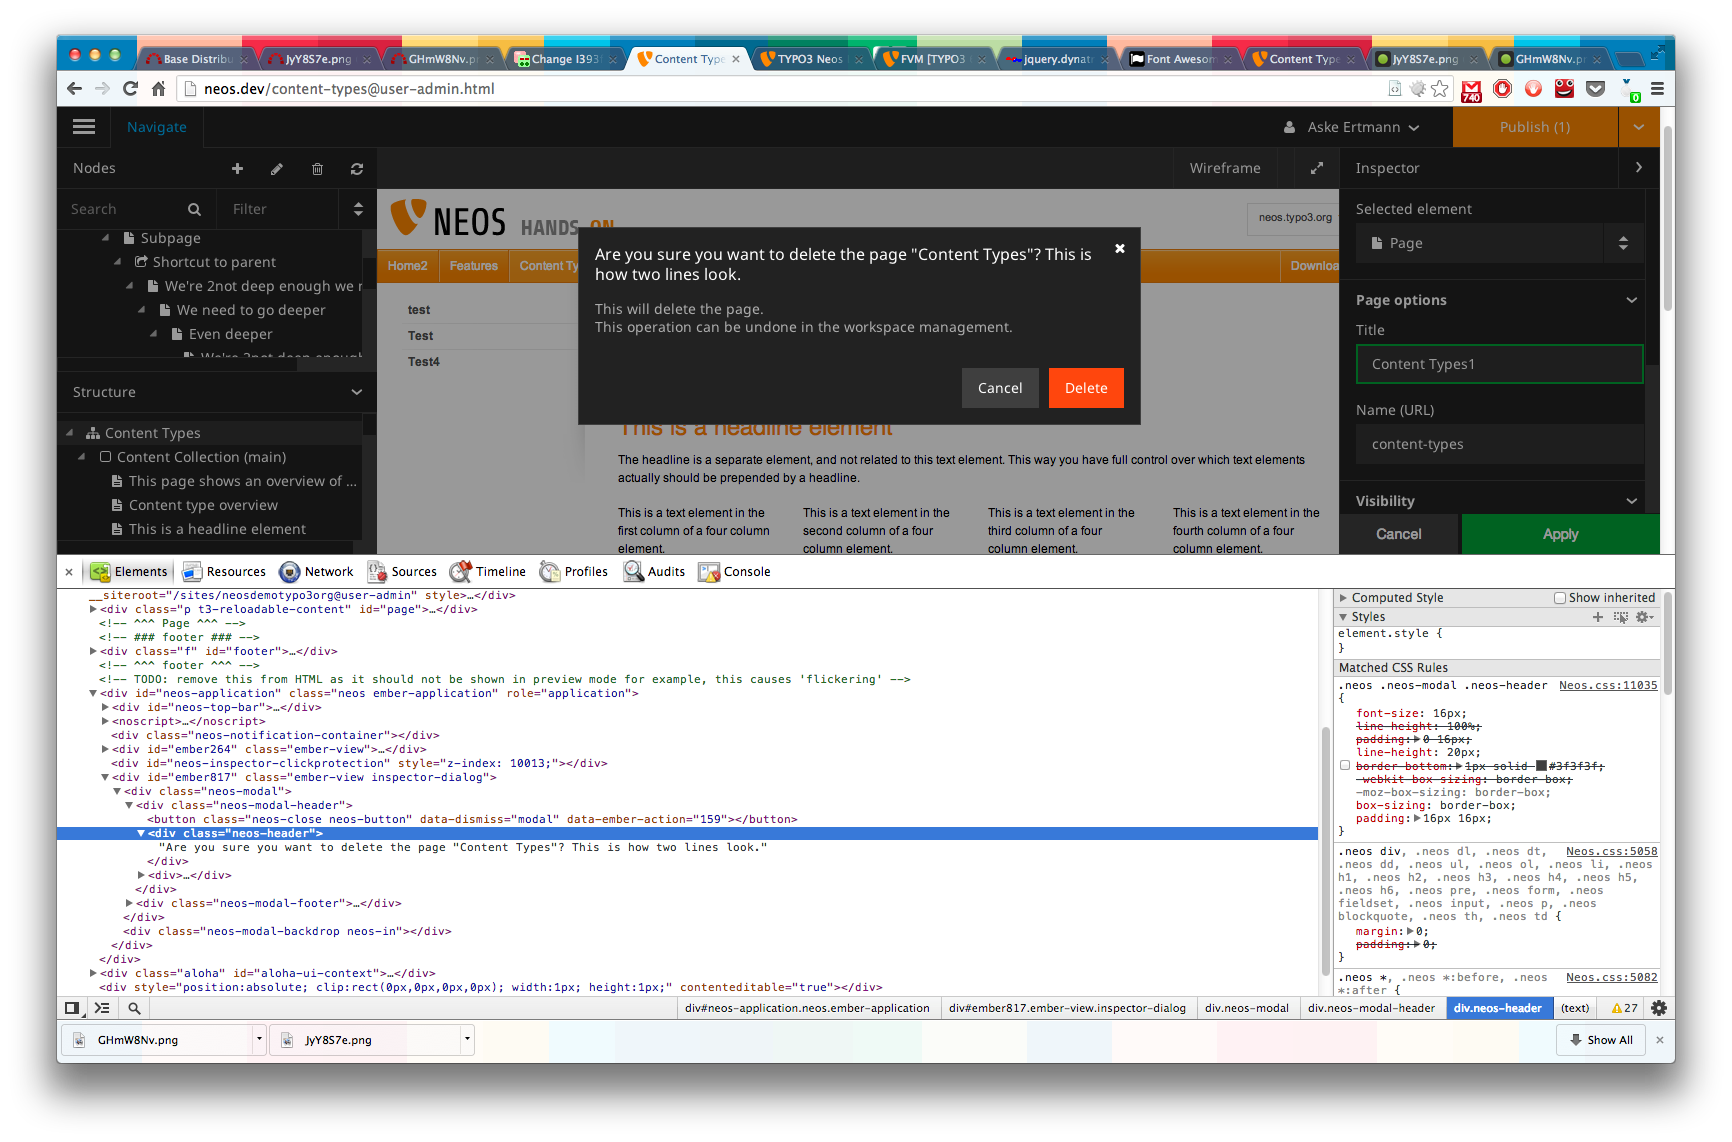 Base Distribu
JyY8S7e.png
GHmW8Nv.pr
Change I393
Content Type
TYPO3 Neos
FVM [TYPO3
jquery.dynat
Font Awesom
Content Type
JyY8S7e.png
GHmW8Nv.pr
neos.dev/content-types@user-admin.html
740
0
Navigate
Aske Ertmann
Publish (1)
Nodes
Wireframe
Inspector
Search
Filter
NEOS HANDS ON
neos.typo3.org
Selected element
Page
Subpage
Shortcut to parent
We're 2not deep enough we r
We need to go deeper
Even deeper
We're 2not deep enough
Home2
Features
Content Ty
Downloa
test
Test
Test4
Are you sure you want to delete the page "Content Types"? This is
how two lines look.
This will delete the page.
This operation can be undone in the workspace management.
Cancel
Delete
Page options
Title
Content Types1
Name (URL)
content-types
Visibility
Cancel
Apply
Structure
Content Types
Content Collection (main)
This page shows an overview of ...
Content type overview
This is a headline element
This is a headline element
The headline is a separate element, and not related to this text element. This way you have full control over which text elements
actually should be prepended by a headline.
This is a text element in the
first column of a four column
element.
This is a text element in the
second column of a four
column element.
This is a text element in the
third column of a four
column element.
This is a text element in the
fourth column of a four
column element.
Elements
Resources
Network
Sources
Timeline
Profiles
Audits
Console
__siteroot="/sites/neosdemotypo3org@user-admin" style>…</div>
<div class="p t3-reloadable-content" id="page">…</div>
<!-- ^^^ Page ^^^ -->
<!-- ### footer ### -->
<div class="f" id="footer">…</div>
<!-- ^^^ footer ^^^ -->
<!-- TODO: remove this from HTML as it should not be shown in preview mode for example, this causes 'flickering' -->
<div id="neos-application" class="neos ember-application" role="application">
<div id="neos-top-bar">…</div>
<noscript>…</noscript>
<div class="neos-notification-container"></div>
<div id="ember264" class="ember-view">…</div>
<div id="neos-inspector-clickprotection" style="z-index: 10013;"></div>
<div id="ember817" class="ember-view inspector-dialog">
<div class="neos-modal">
<div class="neos-modal-header">
<button class="neos-close neos-button" data-dismiss="modal" data-ember-action="159"></button>
<div class="neos-header">
"Are you sure you want to delete the page "Content Types"? This is how two lines look."
</div>
<div>…</div>
</div>
<div class="neos-modal-footer">…</div>
</div>
<div class="neos-modal-backdrop neos-in"></div>
</div>
</div>
<div class="aloha" id="aloha-ui-context">…</div>
<div style="position:absolute; clip:rect(0px,0px,0px,0px); width:1px; height:1px;" contenteditable="true"></div>
Computed Style
Show inherited
Styles
element.style {
}
Matched CSS Rules
.neos .neos-modal .neos-header Neos.css:11035
{
font-size: 16px;
line-height: 100%;
padding: 0 16px;
line-height: 20px;
border-bottom: 1px solid #3f3f3f;
-webkit-box-sizing: border-box;
-moz-box-sizing: border-box;
box-sizing: border-box;
padding: 16px 16px;
}
.neos div, .neos dl, .neos dt, Neos.css:5058
.neos dd, .neos ul, .neos ol, .neos li, .neos
h1, .neos h2, .neos h3, .neos h4, .neos h5,
.neos h6, .neos pre, .neos form, .neos
fieldset, .neos input, .neos p, .neos
blockquote, .neos th, .neos td {
margin: 0;
padding: 0;
}
.neos *, .neos *:before, .neos Neos.css:5082
*:after {
div#neos-application.neos.ember-application
div#ember817.ember-view.inspector-dialog
div.neos-modal
div.neos-modal-header
div.neos-header
(text)
27
GHmW8Nv.png
JyY8S7e.png
Show All